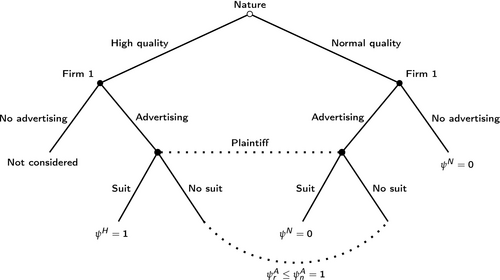 Nature
High quality
Normal quality
Firm 1
Firm 1
No advertising
Advertising
Advertising
No advertising
Plaintiff
Not considered
ψ^N = 0
Suit
No suit
Suit
No suit
ψ^H = 1
ψ^N = 0
ψ_r^A ≤ ψ_n^A = 1